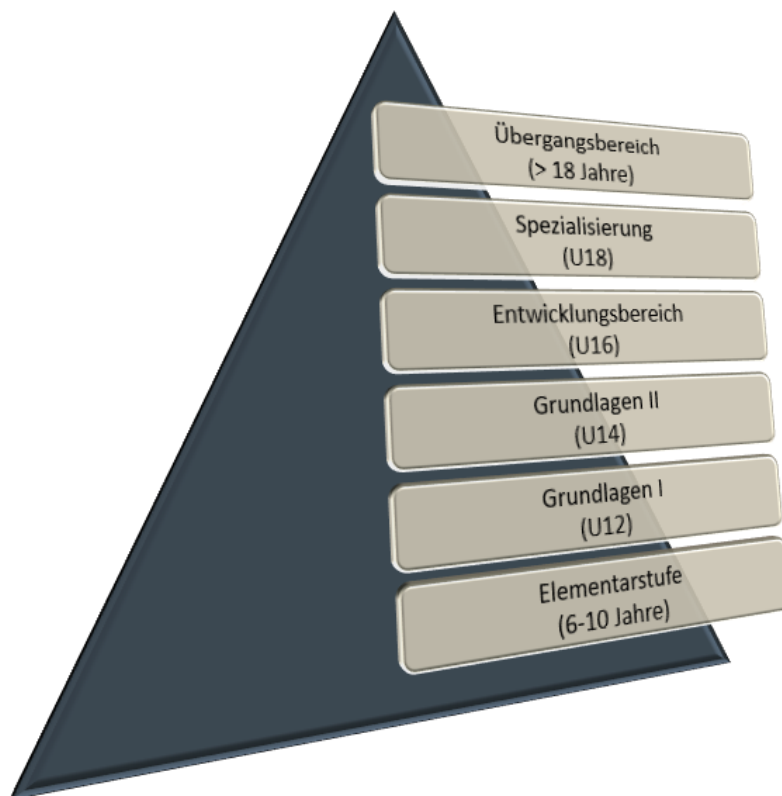 Übergangsbereich
(> 18 Jahre)
Spezialisierung
(U18)
Entwicklungsbereich
(U16)
Grundlagen II
(U14)
Grundlagen I
(U12)
Elementarstufe
(6-10 Jahre)